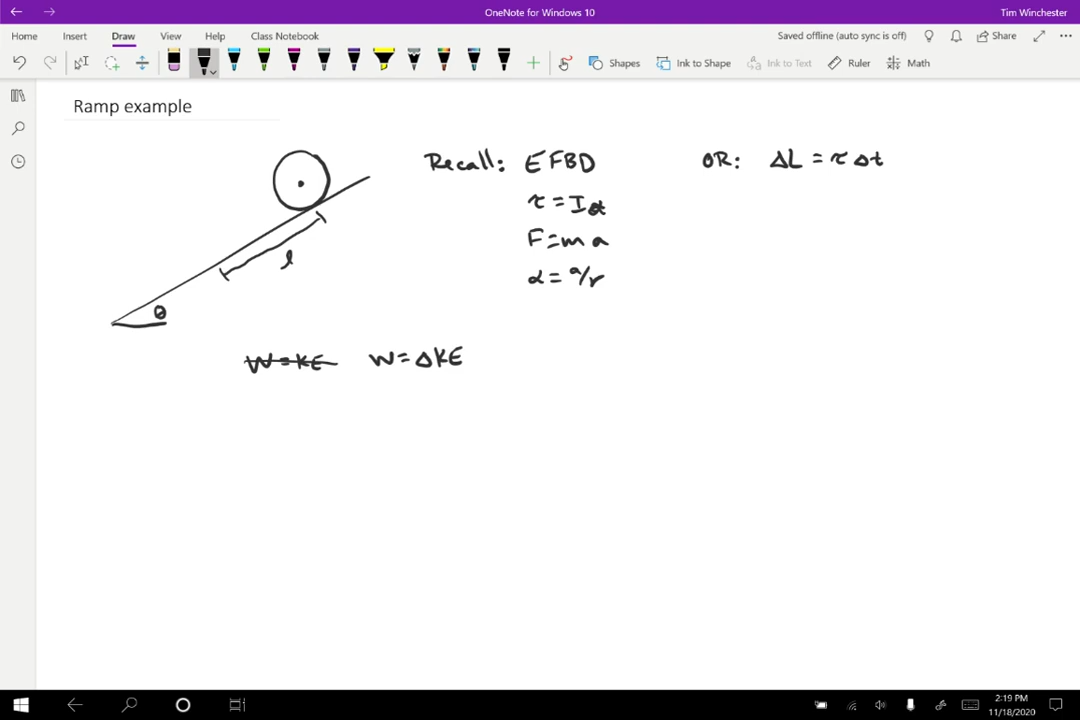 OneNote for Windows 10
Tim Winchester
Home Insert Draw View Help Class Notebook
Saved offline (auto sync is off) Share
Shapes Ink to Shape Ink to Text Ruler Math
Ramp example
Recall: EFBD
OR: ΔL = τ Δt
τ = Iα
F = ma
α = a/r
l
θ
W = KE W = ΔKE
2:19 PM
11/18/2020